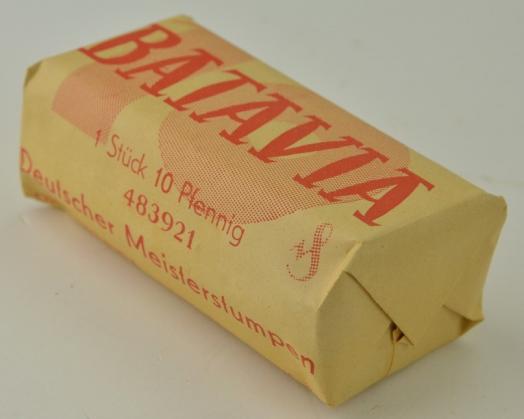 BATAVIA
1 Stück 10 Pfennig
483921
Deutscher Meisterstumpen